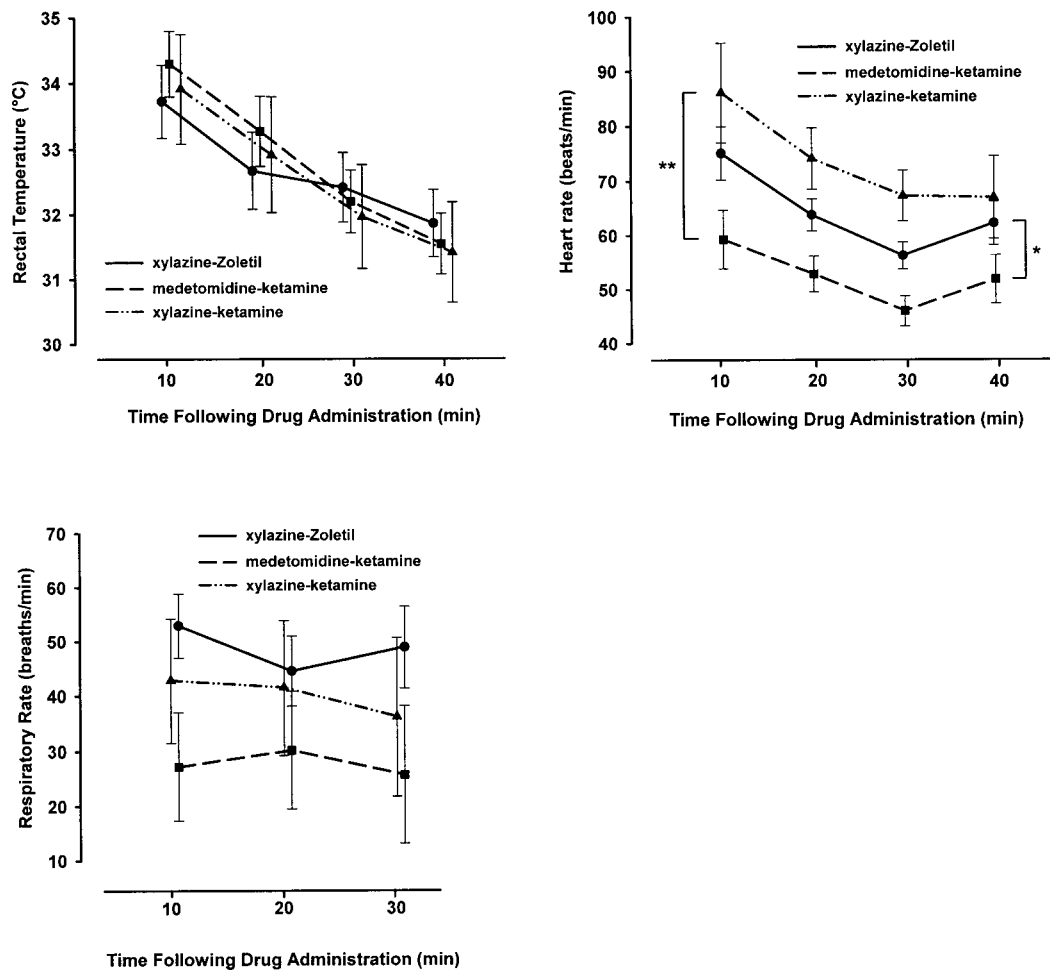 35
34
33
32
31
30
Rectal Temperature (°C)
xylazine-Zoletil
medetomidine-ketamine
xylazine-ketamine
10 20 30 40
Time Following Drug Administration (min)
100
90
80
70
60
50
40
Heart rate (beats/min)
xylazine-Zoletil
medetomidine-ketamine
xylazine-ketamine
**
*
10 20 30 40
Time Following Drug Administration (min)
70
60
50
40
30
20
10
Respiratory Rate (breaths/min)
xylazine-Zoletil
medetomidine-ketamine
xylazine-ketamine
10 20 30
Time Following Drug Administration (min)